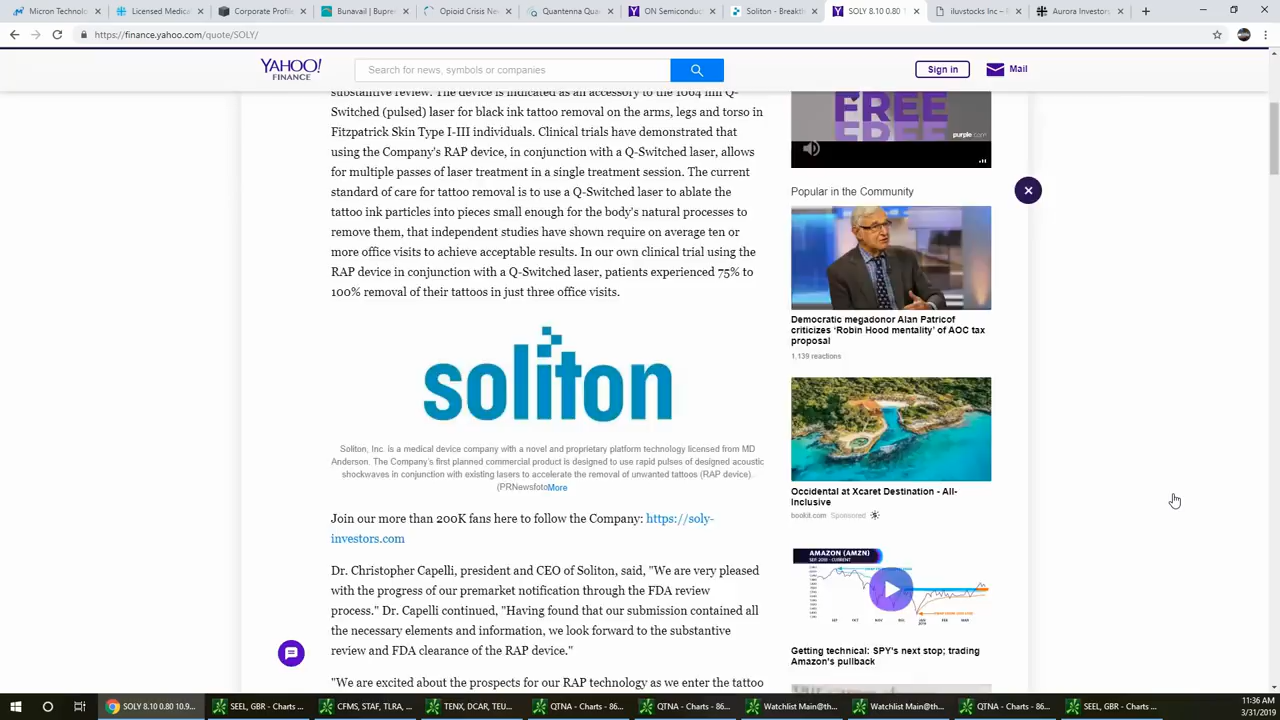 Micron Technolo
Licensed Medica
Corporate Profile
Bunavail | Bupre
Opioid Crisis Ne
Quantenna Qua
ON Semiconduc
Soliton - Breakth
SOLY 8.10 0.80 1
iluvstocks Inc – F
Aurora Investors
https://finance.yahoo.com/quote/SOLY/
YAHOO!
FINANCE
Search for news, symbols or companies
Sign in
Mail
substantive review. The device is indicated as an accessory to the 1064 nm Q-
Switched (pulsed) laser for black ink tattoo removal on the arms, legs and torso in
Fitzpatrick Skin Type I-III individuals. Clinical trials have demonstrated that
using the Company's RAP device, in conjunction with a Q-Switched laser, allows
for multiple passes of laser treatment in a single treatment session. The current
standard of care for tattoo removal is to use a Q-Switched laser to ablate the
tattoo ink particles into pieces small enough for the body's natural processes to
remove them, that independent studies have shown require on average ten or
more office visits to achieve acceptable results. In our own clinical trial using the
RAP device in conjunction with a Q-Switched laser, patients experienced 75% to
100% removal of their tattoos in just three office visits.
soliton
Soliton, Inc. is a medical device company with a novel and proprietary platform technology licensed from MD
Anderson. The Company's first planned commercial product is designed to use rapid pulses of designed acoustic
shockwaves in conjunction with existing lasers to accelerate the removal of unwanted tattoos (RAP device).
(PRNewsfotoMore
Join our more than 200K fans here to follow the Company: https://soly-
investors.com
Dr. Christopher Capelli, president and CEO of Soliton, said, "We are very pleased
with the progress of our premarket notification through the FDA review
process." Dr. Capelli continued, "Having found that our submission contained all
the necessary elements and information, we look forward to the substantive
review and FDA clearance of the RAP device."
"We are excited about the prospects for our RAP technology as we enter the tattoo
FREE
FREE
purple.com
Popular in the Community
Democratic megadonor Alan Patricof
criticizes 'Robin Hood mentality' of AOC tax
proposal
1,139 reactions
Occidental at Xcaret Destination - All-
Inclusive
bookit.com Sponsored
AMAZON (AMZN)
SEP 2018 - CURRENT
Getting technical: SPY's next stop; trading
Amazon's pullback
SOLY 8.10 0.80 10.9...
SEEL, GBR - Charts ...
CFMS, STAF, TLRA, ...
TENX, DCAR, TEU...
QTNA - Charts - 86...
QTNA - Charts - 86...
Watchlist Main@th...
Watchlist Main@th...
QTNA - Charts - 86...
SEEL, GBR - Charts ...
11:36 AM
3/31/2019